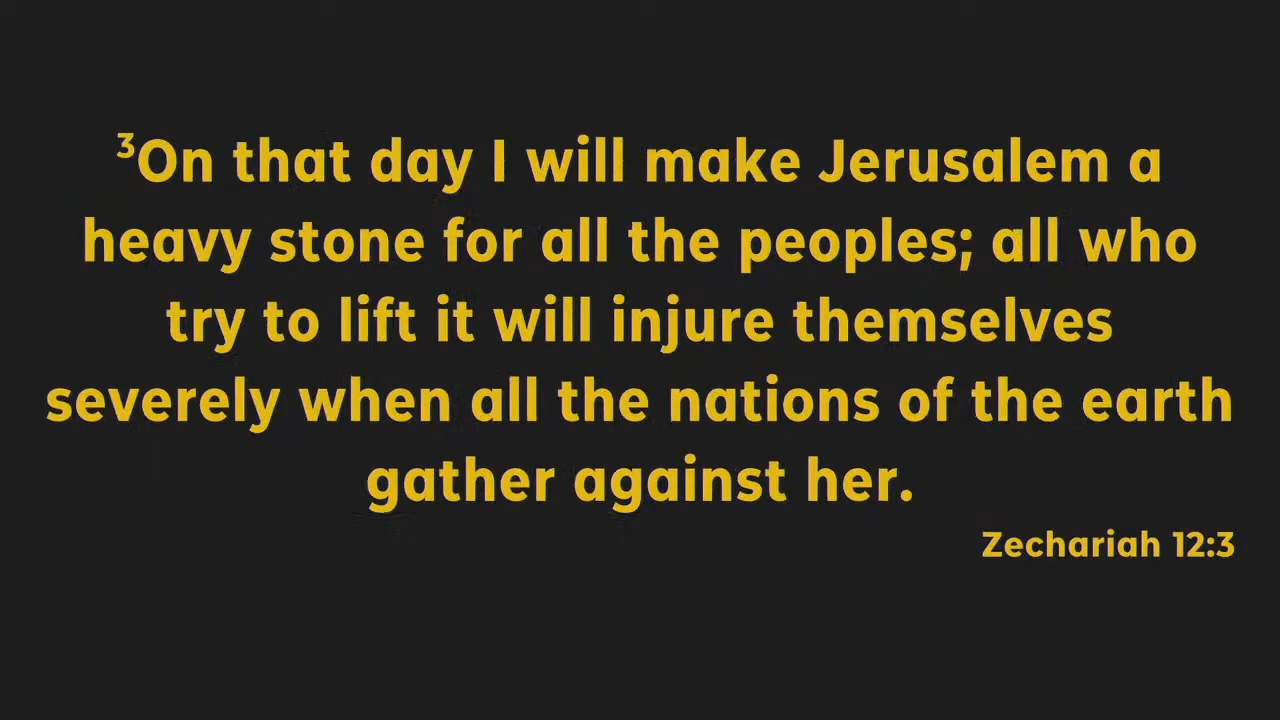 ³On that day I will make Jerusalem a
heavy stone for all the peoples; all who
try to lift it will injure themselves
severely when all the nations of the earth
gather against her.
Zechariah 12:3